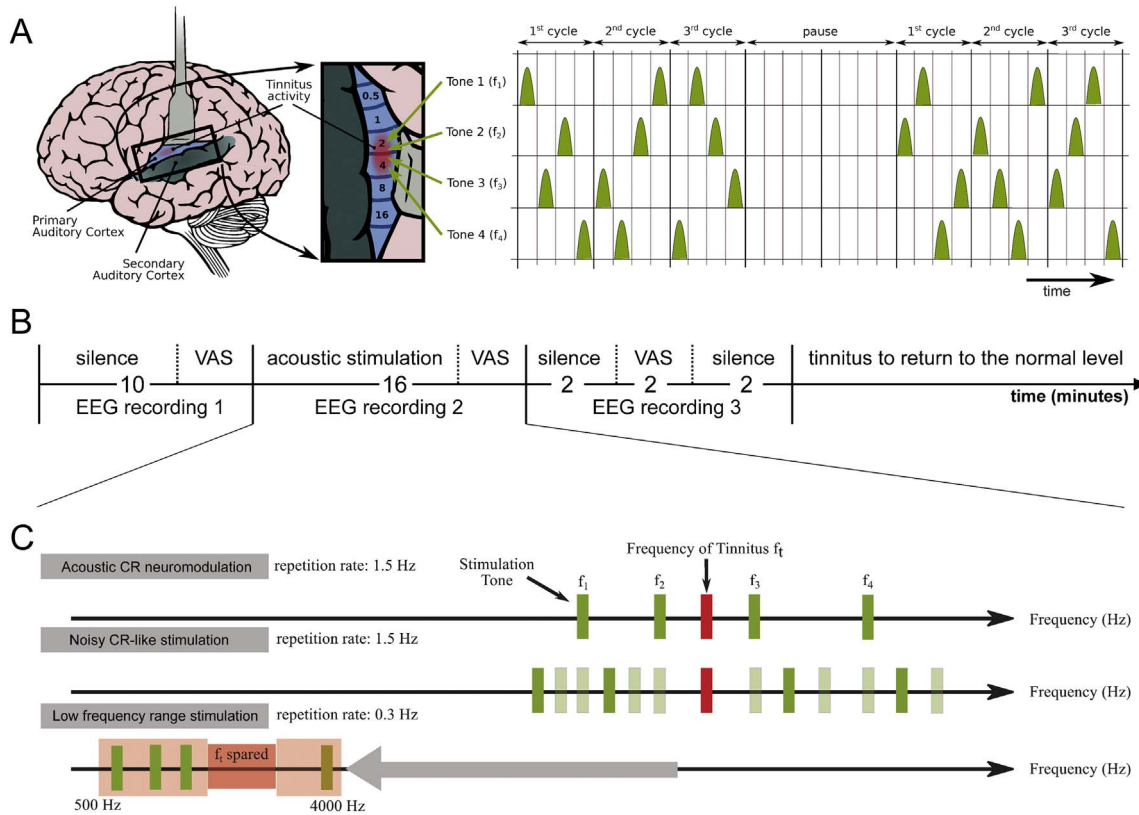 A
1st cycle 2nd cycle 3rd cycle pause 1st cycle 2nd cycle 3rd cycle
Tinnitus
activity
0.5
1
2
4
8
16
Tone 1 (f1)
Tone 2 (f2)
Tone 3 (f3)
Tone 4 (f4)
Primary
Auditory Cortex
Secondary
Auditory Cortex
time
B
silence VAS acoustic stimulation VAS silence VAS silence tinnitus to return to the normal level
10 16 2 2 2
time (minutes)
EEG recording 1 EEG recording 2 EEG recording 3
C
Acoustic CR neuromodulation repetition rate: 1.5 Hz
Stimulation
Tone
Frequency of Tinnitus ft
f1 f2 f3 f4
Frequency (Hz)
Noisy CR-like stimulation repetition rate: 1.5 Hz
Frequency (Hz)
Low frequency range stimulation repetition rate: 0.3 Hz
ft spared
Frequency (Hz)
500 Hz 4000 Hz